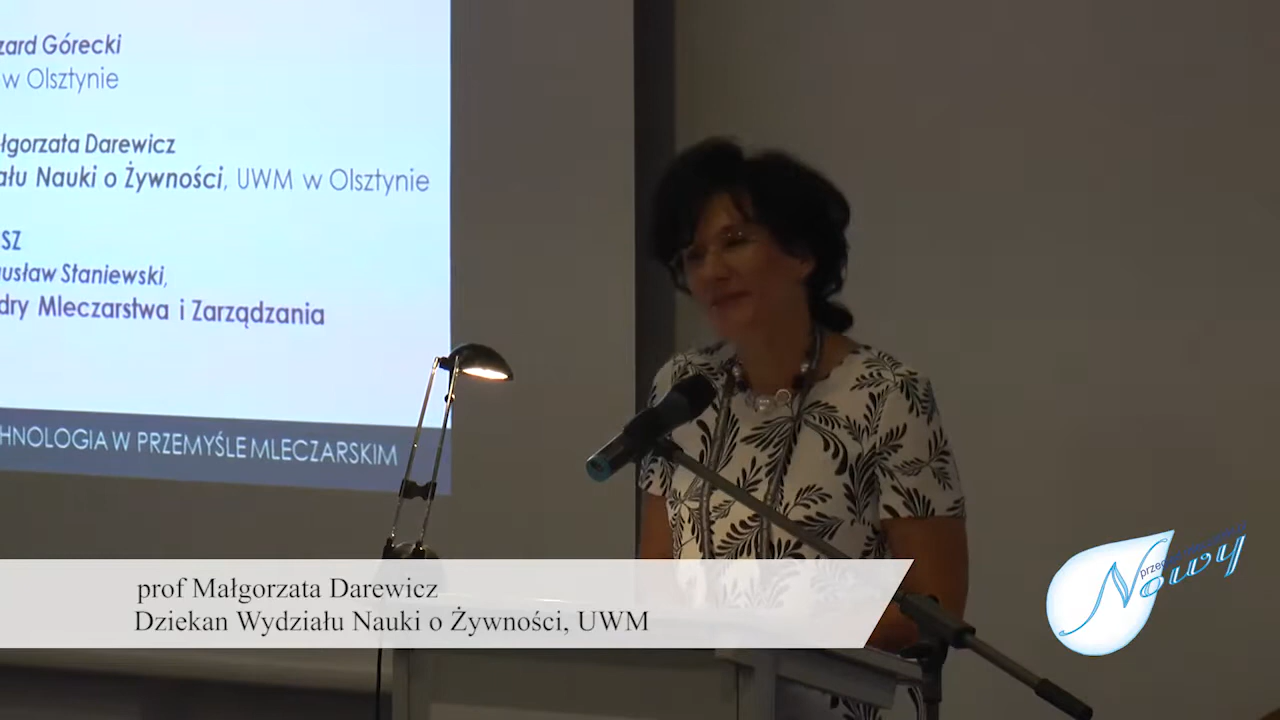 zard Górecki
w Olsztynie
łgorzata Darewicz
ału Nauki o Żywności, UWM w Olsztynie
sz
usław Staniewski,
dry Mleczarstwa i Zarządzania
HNOLOGIA W PRZEMYŚLE MLECZARSKIM
prof Małgorzata Darewicz
Dziekan Wydziału Nauki o Żywności, UWM
Nowy